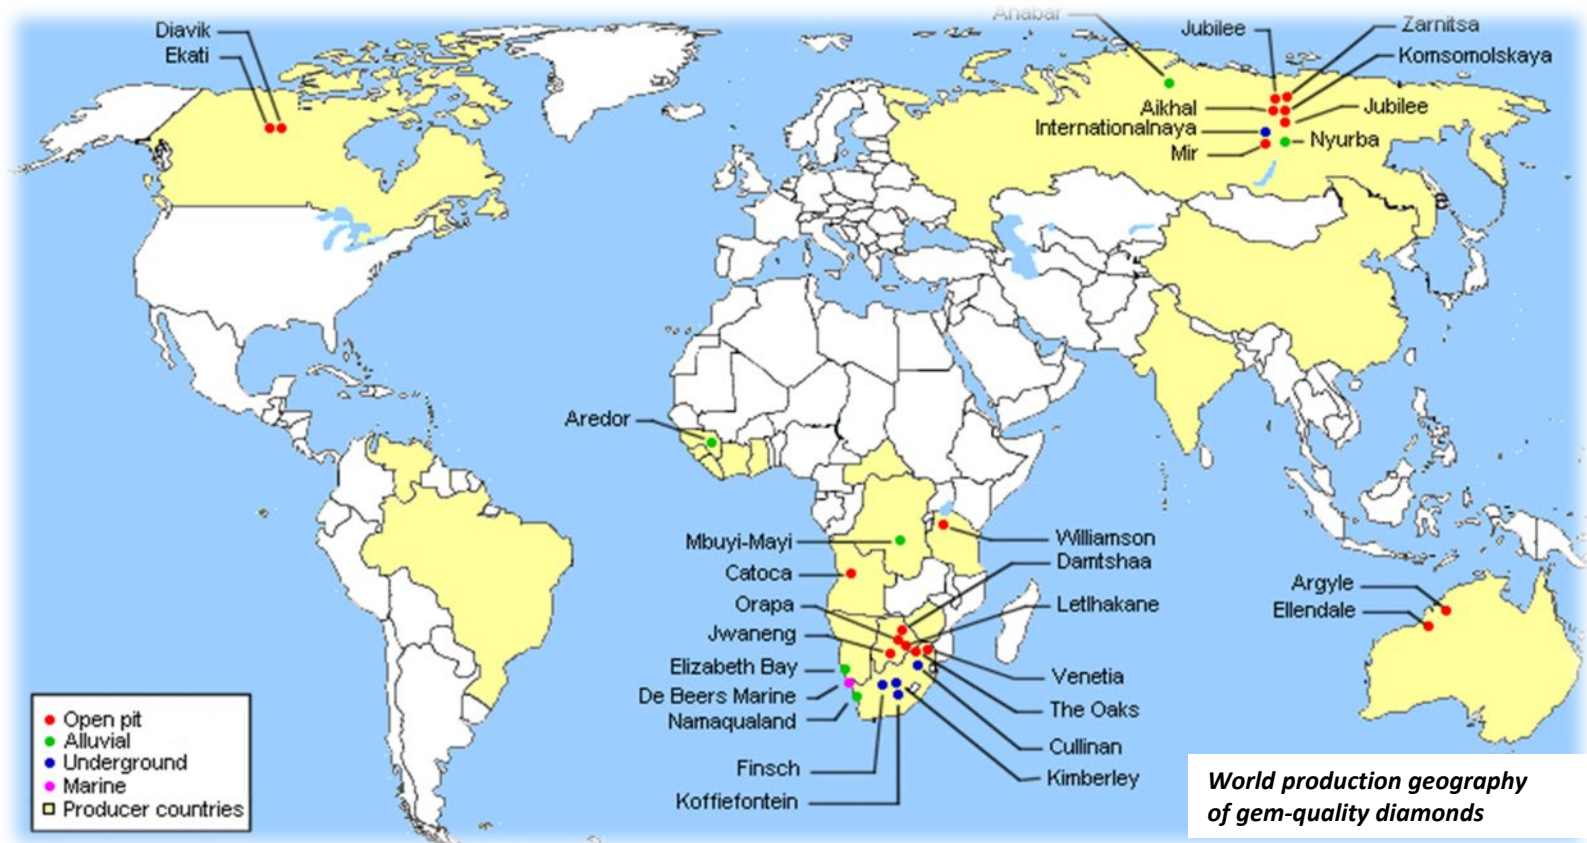 Anabar
Jubilee
Zarnitsa
Komsomolskaya
Aikhal
Jubilee
Internationalnaya
Nyurba
Mir
Diavik
Ekati
Aredor
Mbuyi-Mayi
Catoca
Orapa
Jwaneng
Elizabeth Bay
De Beers Marine
Namaqualand
Finsch
Koffiefontein
Williamson
Damtshaa
Letlhakane
Venetia
The Oaks
Cullinan
Kimberley
Argyle
Ellendale
Open pit
Alluvial
Underground
Marine
Producer countries
World production geography
of gem-quality diamonds